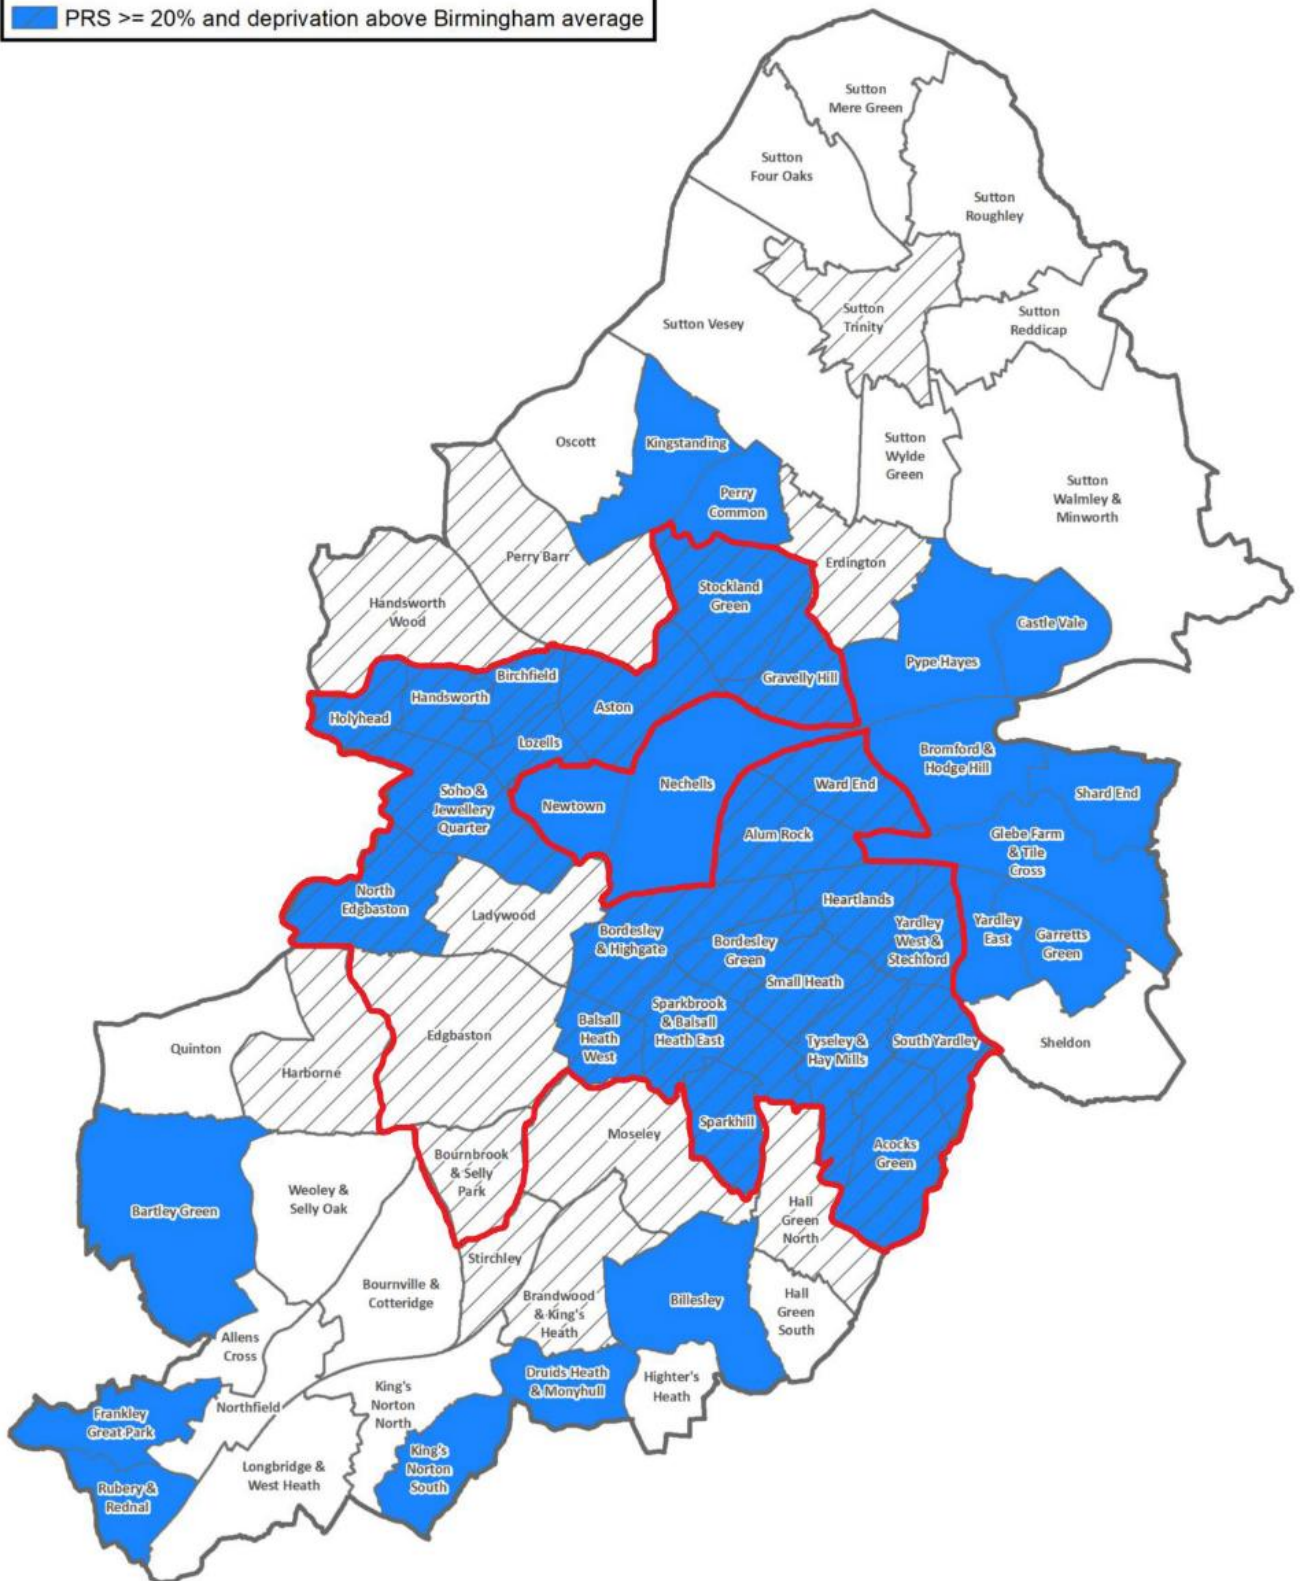 PRS >= 20% and deprivation above Birmingham average
Sutton
Mere Green
Sutton
Four Oaks
Sutton
Roughley
Sutton Vesey
Sutton
Trinity
Sutton
Reddicap
Oscott
Kingstanding
Sutton
Wylde
Green
Perry
Common
Sutton
Walmley &
Minworth
Perry Barr
Erdington
Stockland
Green
Handsworth
Wood
Castle Vale
Pype Hayes
Gravelly Hill
Birchfield
Handsworth
Aston
Holyhead
Lozells
Bromford &
Hodge Hill
Nechells
Ward End
Shard End
Soho &
Jewellery
Quarter
Newtown
Alum Rock
Glebe Farm
& Tile
Cross
North
Edgbaston
Ladywood
Heartlands
Bordesley
& Highgate
Bordesley
Green
Yardley
West &
Stechford
Yardley
East
Garretts
Green
Small Heath
Sparkbrook
& Balsall
Heath East
Balsall
Heath
West
Edgbaston
Tyseley &
Hay Mills
South Yardley
Sheldon
Quinton
Harborne
Sparkhill
Moseley
Acocks
Green
Bournbrook
& Selly
Park
Weoley &
Selly Oak
Bartley Green
Hall
Green
North
Stirchley
Bournville &
Cotteridge
Brandwood
& King's
Heath
Billesley
Hall
Green
South
Allens
Cross
Druids Heath
& Monyhull
Highter's
Heath
King's
Norton
North
Northfield
Frankley
Great Park
King's
Norton
South
Longbridge &
West Heath
Rubery &
Rednal